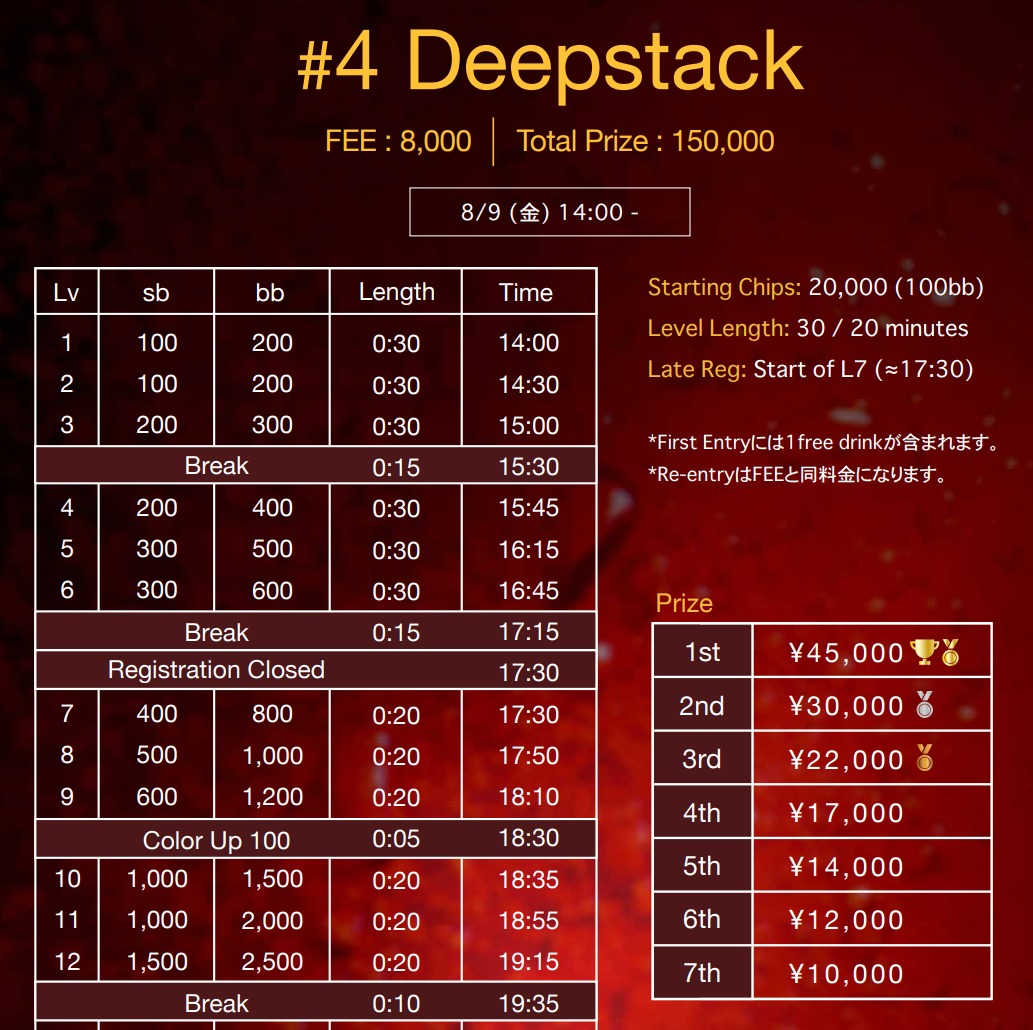 #4 Deepstack
FEE : 8,000 | Total Prize : 150,000
8/9 (金) 14:00 -
Lv sb bb Length Time
1 100 200 0:30 14:00
2 100 200 0:30 14:30
3 200 300 0:30 15:00
Break 0:15 15:30
4 200 400 0:30 15:45
5 300 500 0:30 16:15
6 300 600 0:30 16:45
Break 0:15 17:15
Registration Closed 17:30
7 400 800 0:20 17:30
8 500 1,000 0:20 17:50
9 600 1,200 0:20 18:10
Color Up 100 0:05 18:30
10 1,000 1,500 0:20 18:35
11 1,000 2,000 0:20 18:55
12 1,500 2,500 0:20 19:15
Break 0:10 19:35
Starting Chips: 20,000 (100bb)
Level Length: 30 / 20 minutes
Late Reg: Start of L7 (≈17:30)
*First Entryには1free drinkが含まれます。
*Re-entryはFEEと同料金になります。
Prize
1st ¥45,000
2nd ¥30,000
3rd ¥22,000
4th ¥17,000
5th ¥14,000
6th ¥12,000
7th ¥10,000